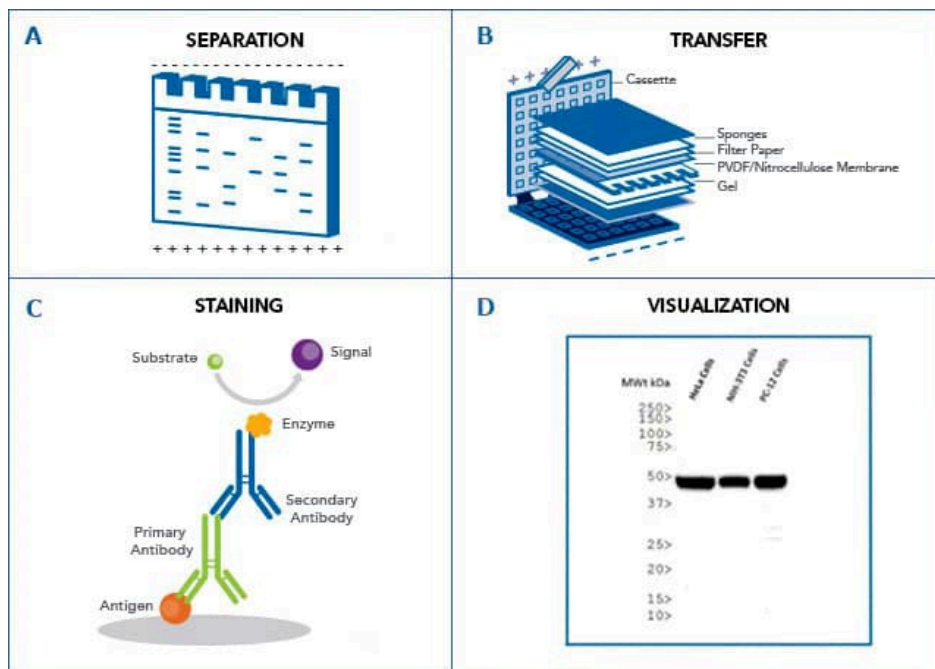 A
SEPARATION
- - - - - - - - - - - - - - - - - - - - - -
+ + + + + + + + + + + + +
B
TRANSFER
+ + + + + + +
Cassette
Sponges
Filter Paper
PVDF/Nitrocellulose Membrane
Gel
- - - - - - -
C
STAINING
Substrate
Signal
Enzyme
Secondary
Antibody
Primary
Antibody
Antigen
D
VISUALIZATION
MWt kDa
HeLa Cells
NIH-3T3 Cells
PC-12 Cells
250>
150>
100>
75>
50>
37>
25>
20>
15>
10>